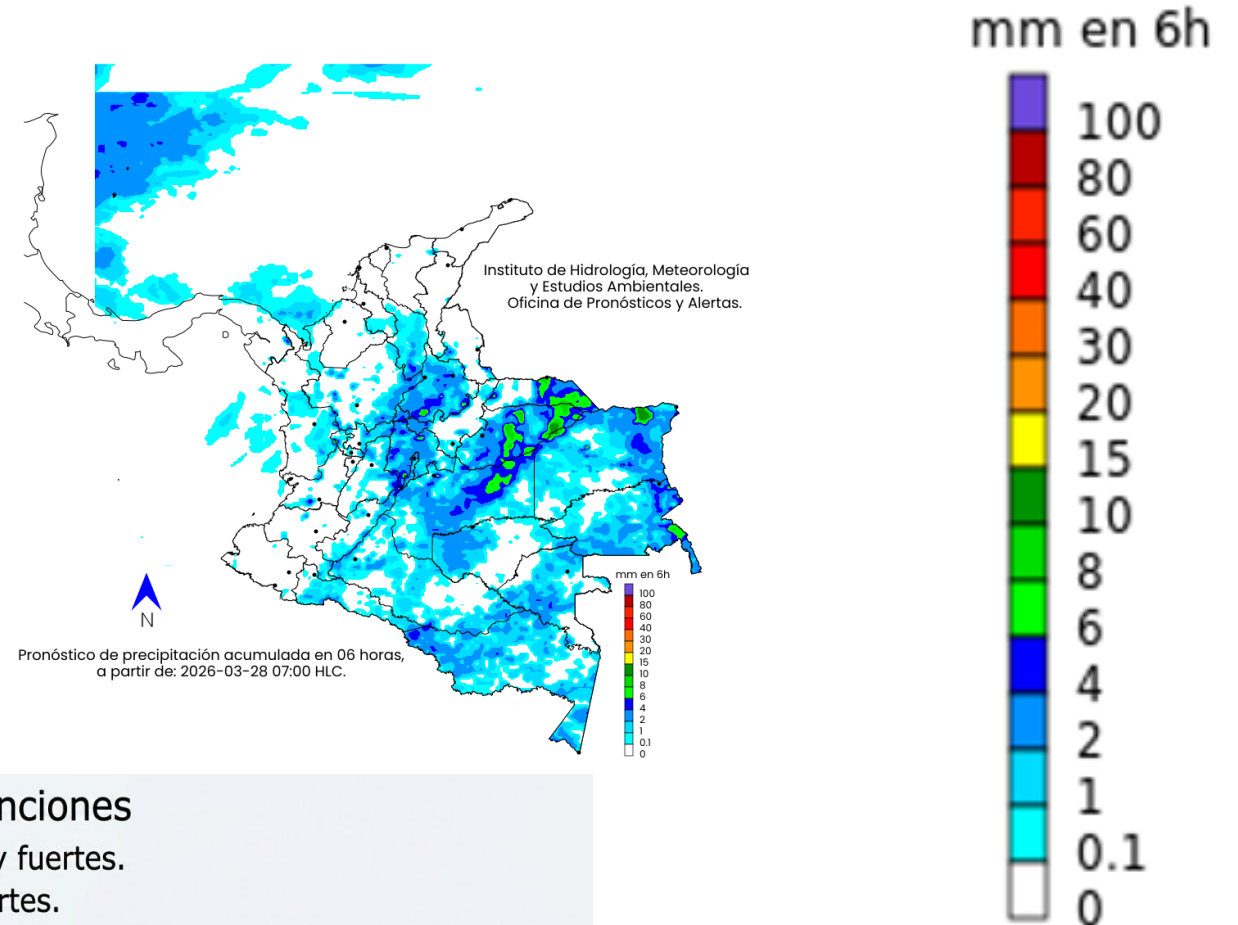 mm en 6h
100
80
60
40
30
20
15
10
8
6
4
2
1
0.1
0
Instituto de Hidrología, Meteorología
y Estudios Ambientales.
Oficina de Pronósticos y Alertas.
D
N
Pronóstico de precipitación acumulada en 06 horas,
a partir de: 2026-03-28 07:00 HLC.
mm en 6h
100
80
60
40
30
20
15
10
8
6
4
2
1
0.1
0
nciones
y fuertes.
rtes.